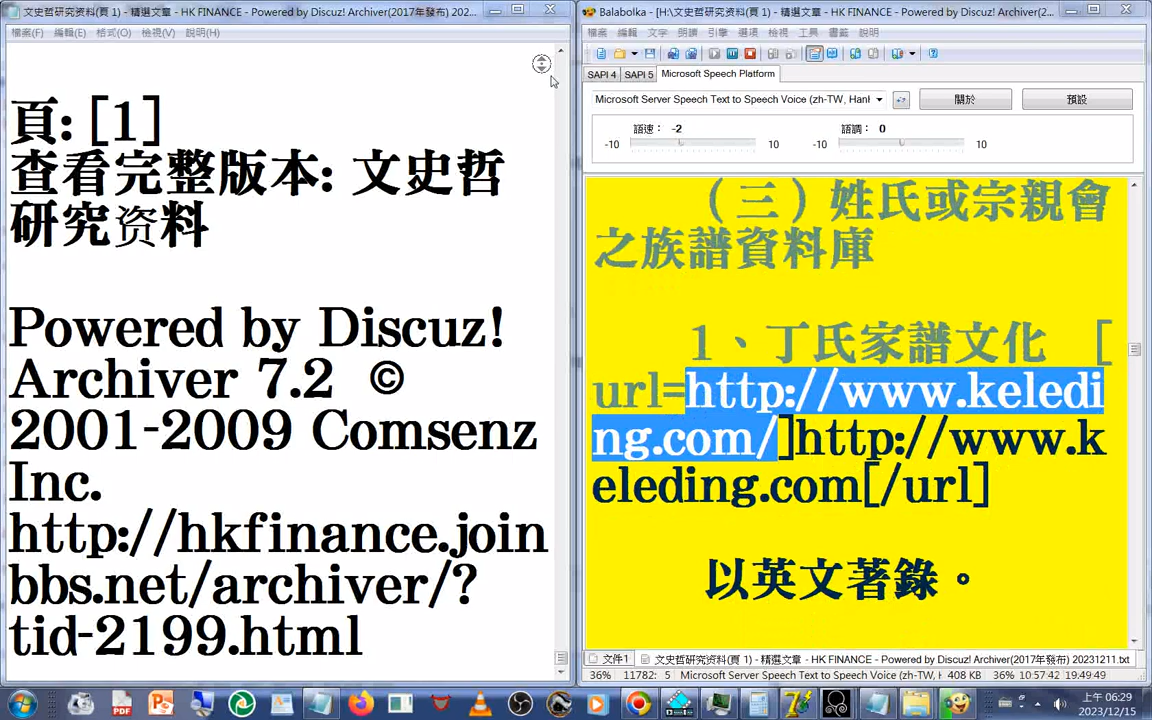 文史哲研究资料(頁 1) - 精選文章 - HK FINANCE - Powered by Discuz! Archiver(2017年發布) 202...
檔案(F) 編輯(E) 格式(O) 檢視(V) 說明(H)
頁: [1]
查看完整版本: 文史哲
研究资料
Powered by Discuz!
Archiver 7.2 ©
2001-2009 Comsenz
Inc.
http://hkfinance.join
bbs.net/archiver/?
tid-2199.html
Balabolka - [H:\文史哲研究资料(頁 1) - 精選文章 - HK FINANCE - Powered by Discuz! Archiver(2...
檔案 編輯 文字 朗讀 引擎 選項 檢視 工具 書籤 說明
SAPI 4 SAPI 5 Microsoft Speech Platform
Microsoft Server Speech Text to Speech Voice (zh-TW, Hanl
關於 預設
語速： -2 語調： 0
-10 10 -10 10
（三）姓氏或宗親會
之族譜資料庫
1、丁氏家譜文化 [
url=http://www.keledi
ng.com/]http://www.k
eleding.com[/url]
以英文著錄。
文件1 文史哲研究资料(頁 1) - 精選文章 - HK FINANCE - Powered by Discuz! Archiver(2017年發布) 20231211.txt
36% 11782: 5 Microsoft Server Speech Text to Speech Voice 408 KB 36% 10:57:42 19:49:49
上午 06:29
2023/12/15